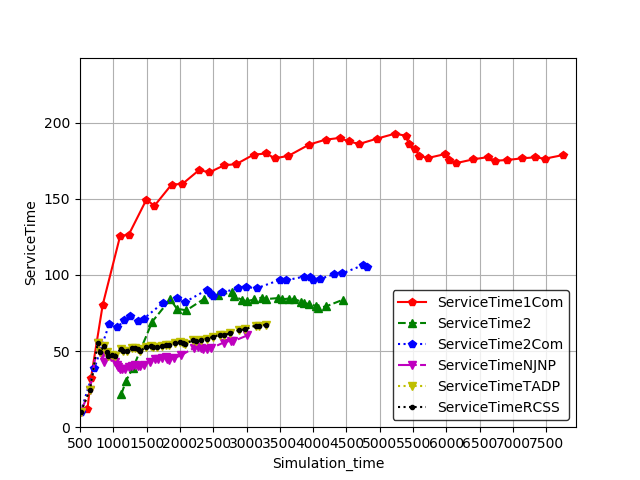 200
150
100
50
0
ServiceTime
500 1000 1500 2000 2500 3000 3500 4000 4500 5000 5500 6000 6500 7000 7500
Simulation_time
ServiceTime1Com
ServiceTime2
ServiceTime2Com
ServiceTimeNJNP
ServiceTimeTADP
ServiceTimeRCSS